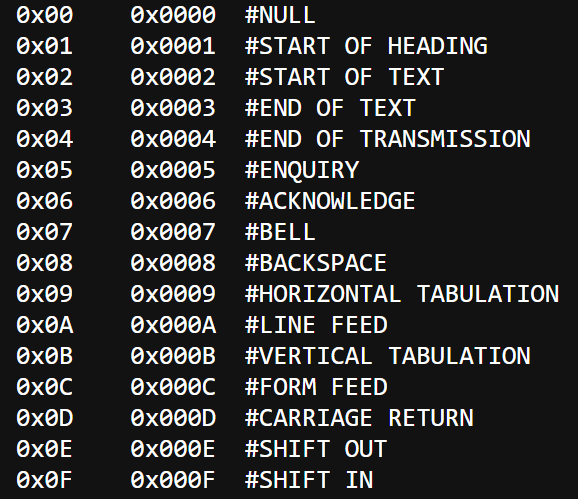 0x00    0x0000  #NULL
0x01    0x0001  #START OF HEADING
0x02    0x0002  #START OF TEXT
0x03    0x0003  #END OF TEXT
0x04    0x0004  #END OF TRANSMISSION
0x05    0x0005  #ENQUIRY
0x06    0x0006  #ACKNOWLEDGE
0x07    0x0007  #BELL
0x08    0x0008  #BACKSPACE
0x09    0x0009  #HORIZONTAL TABULATION
0x0A    0x000A  #LINE FEED
0x0B    0x000B  #VERTICAL TABULATION
0x0C    0x000C  #FORM FEED
0x0D    0x000D  #CARRIAGE RETURN
0x0E    0x000E  #SHIFT OUT
0x0F    0x000F  #SHIFT IN